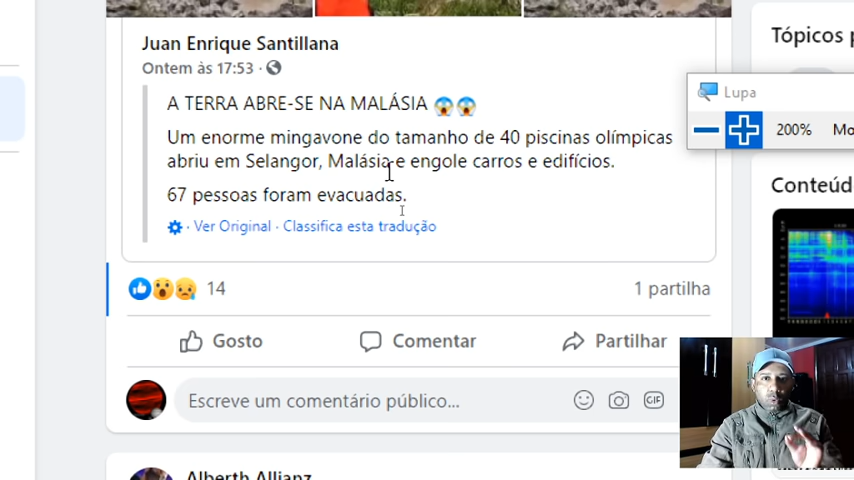 Juan Enrique Santillana
Ontem às 17:53 ·
A TERRA ABRE-SE NA MALÁSIA 😱😱
Um enorme mingavone do tamanho de 40 piscinas olímpicas
abriu em Selangor, Malásia e engole carros e edifícios.
67 pessoas foram evacuadas.
· Ver Original · Classifica esta tradução
14
1 partilha
Gosto
Comentar
Partilhar
Escreve um comentário público...
GIF
Alberth Allianz
Tópicos p
Lupa
200%
Conteúd